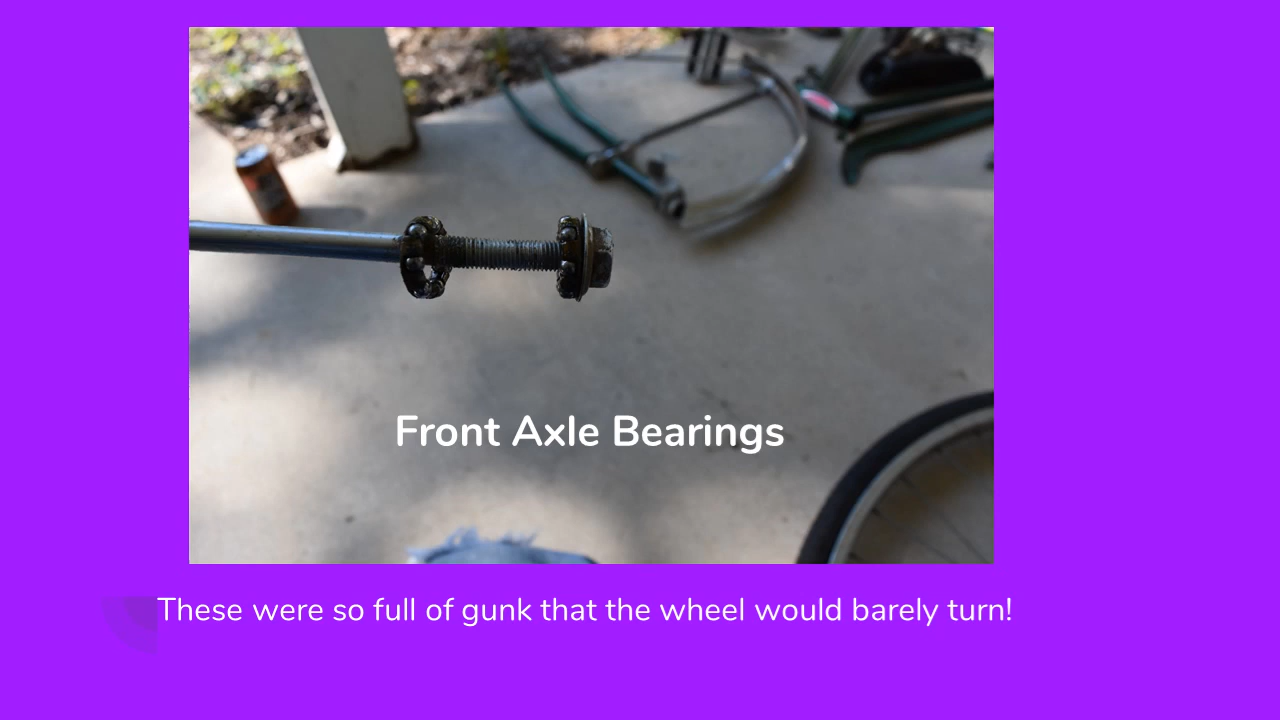 Front Axle Bearings
These were so full of gunk that the wheel would barely turn!